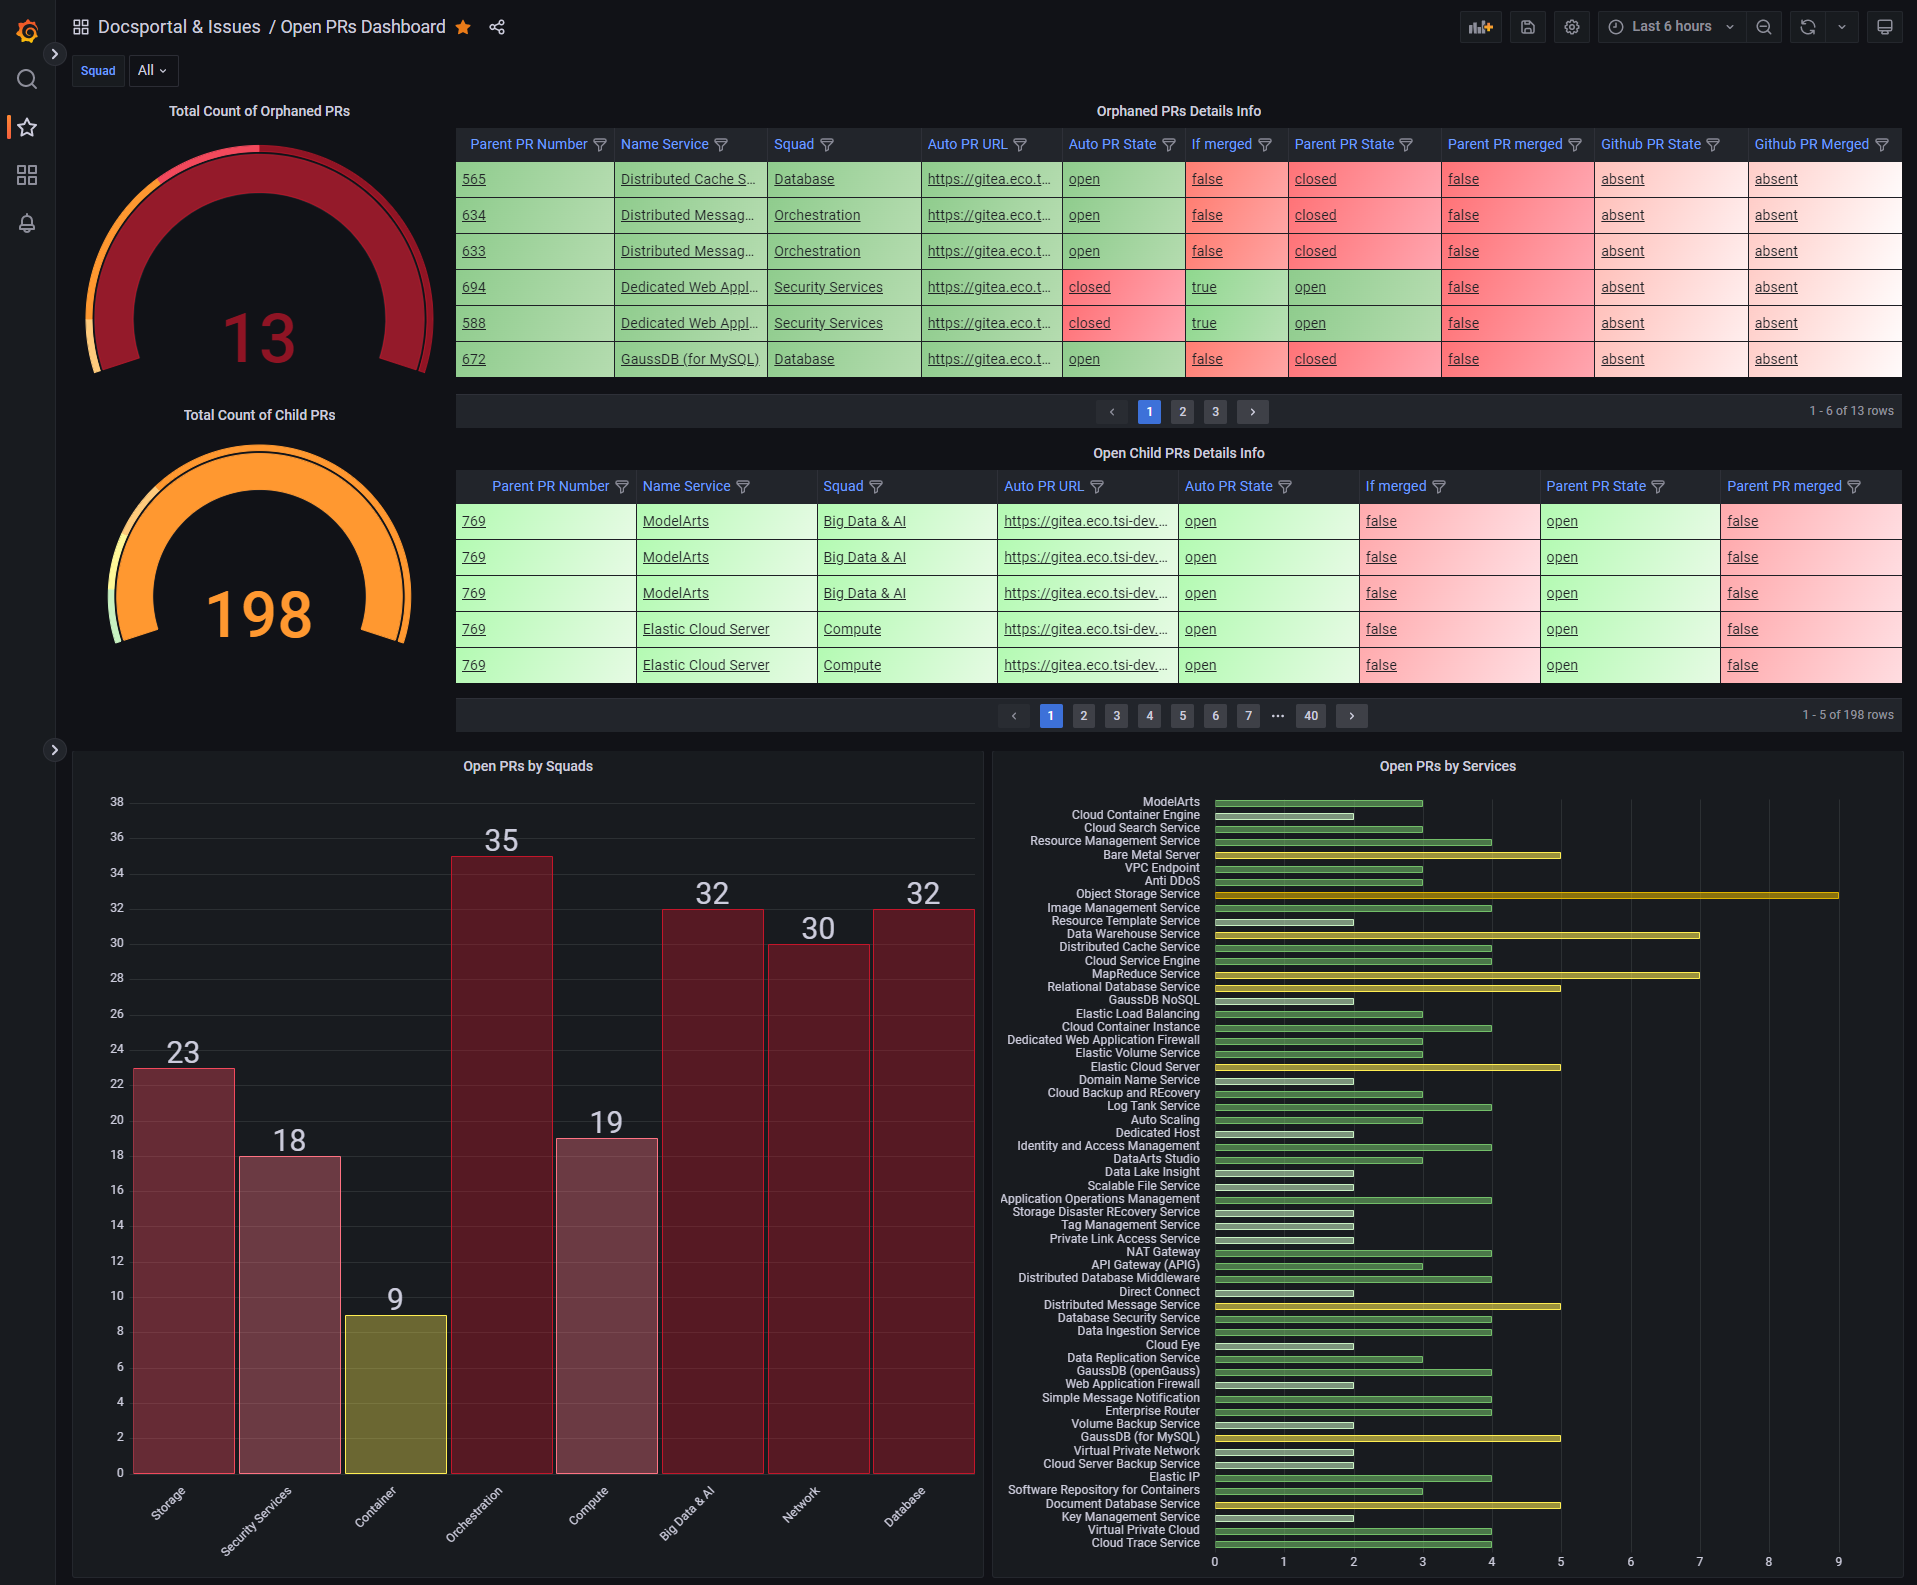 Docsportal & Issues / Open PRs Dashboard
Last 6 hours
Squad All
Total Count of Orphaned PRs
13
Total Count of Child PRs
198
Orphaned PRs Details Info
Parent PR Number Name Service Squad Auto PR URL Auto PR State If merged Parent PR State Parent PR merged Github PR State Github PR Merged
565 Distributed Cache S... Database https://gitea.eco.t... open false closed false absent absent
634 Distributed Messag... Orchestration https://gitea.eco.t... open false closed false absent absent
633 Distributed Messag... Orchestration https://gitea.eco.t... open false closed false absent absent
694 Dedicated Web Appl... Security Services https://gitea.eco.t... closed true open false absent absent
588 Dedicated Web Appl... Security Services https://gitea.eco.t... closed true open false absent absent
672 GaussDB (for MySQL) Database https://gitea.eco.t... open false closed false absent absent
1 2 3
1 - 6 of 13 rows
Open Child PRs Details Info
Parent PR Number Name Service Squad Auto PR URL Auto PR State If merged Parent PR State Parent PR merged
769 ModelArts Big Data & AI https://gitea.eco.tsi-dev.... open false open false
769 ModelArts Big Data & AI https://gitea.eco.tsi-dev.... open false open false
769 ModelArts Big Data & AI https://gitea.eco.tsi-dev.... open false open false
769 Elastic Cloud Server Compute https://gitea.eco.tsi-dev.... open false open false
769 Elastic Cloud Server Compute https://gitea.eco.tsi-dev.... open false open false
1 2 3 4 5 6 7 ... 40
1 - 5 of 198 rows
Open PRs by Squads
38
36
34
32
30
28
26
24
22
20
18
16
14
12
10
8
6
4
2
0
23
18
9
35
19
32
30
32
Storage
Security Services
Container
Orchestration
Compute
Big Data & AI
Network
Database
Open PRs by Services
ModelArts
Cloud Container Engine
Cloud Search Service
Resource Management Service
Bare Metal Server
VPC Endpoint
Anti DDoS
Object Storage Service
Image Management Service
Resource Template Service
Data Warehouse Service
Distributed Cache Service
Cloud Service Engine
MapReduce Service
Relational Database Service
GaussDB NoSQL
Elastic Load Balancing
Cloud Container Instance
Dedicated Web Application Firewall
Elastic Volume Service
Elastic Cloud Server
Domain Name Service
Cloud Backup and REcovery
Log Tank Service
Auto Scaling
Dedicated Host
Identity and Access Management
DataArts Studio
Data Lake Insight
Scalable File Service
Application Operations Management
Storage Disaster REcovery Service
Tag Management Service
Private Link Access Service
NAT Gateway
API Gateway (APIG)
Distributed Database Middleware
Direct Connect
Distributed Message Service
Database Security Service
Data Ingestion Service
Cloud Eye
Data Replication Service
GaussDB (openGauss)
Web Application Firewall
Simple Message Notification
Enterprise Router
Volume Backup Service
GaussDB (for MySQL)
Virtual Private Network
Cloud Server Backup Service
Elastic IP
Software Repository for Containers
Document Database Service
Key Management Service
Virtual Private Cloud
Cloud Trace Service
0 1 2 3 4 5 6 7 8 9